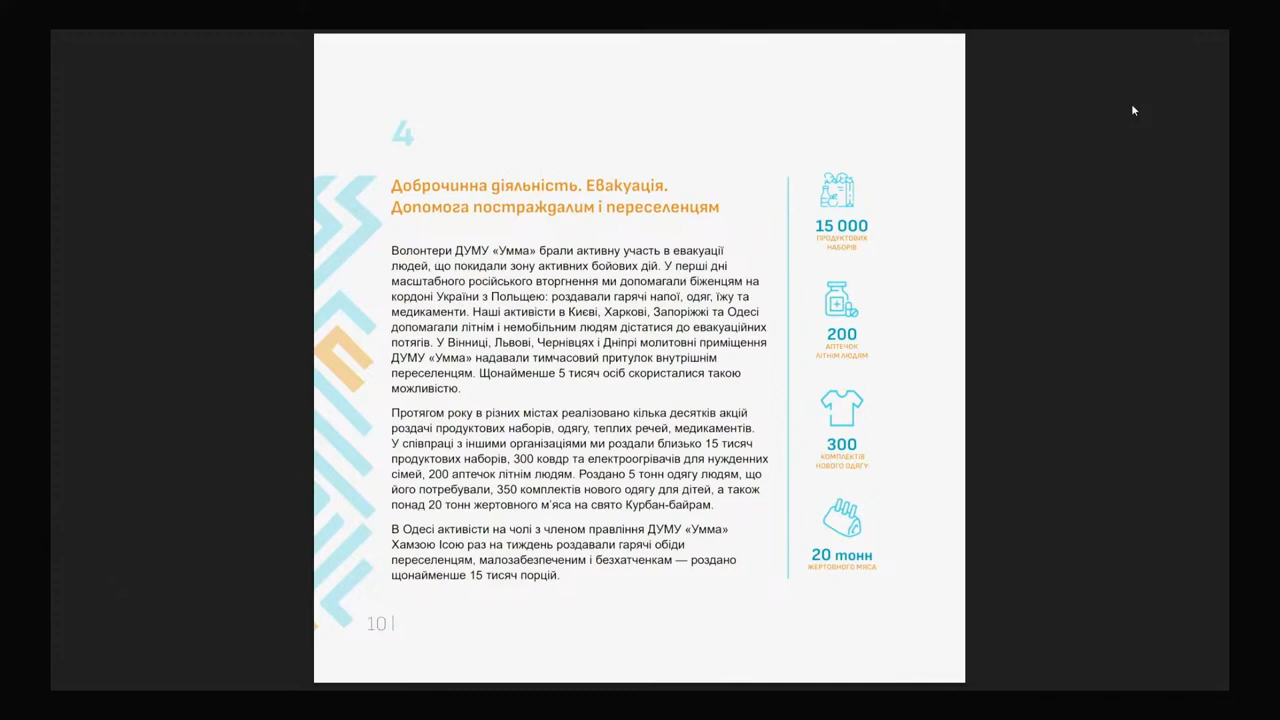 4
Доброчинна діяльність. Евакуація.
Допомога постраждалим і переселенцям
Волонтери ДУМУ «Умма» брали активну участь в евакуації
людей, що покидали зону активних бойових дій. У перші дні
масштабного російського вторгнення ми допомагали біженцям на
кордоні України з Польщею: роздавали гарячі напої, одяг, їжу та
медикаменти. Наші активісти в Києві, Харкові, Запоріжжі та Одесі
допомагали літнім і немобільним людям дістатися до евакуаційних
потягів. У Вінниці, Львові, Чернівцях і Дніпрі молитовні приміщення
ДУМУ «Умма» надавали тимчасовий притулок внутрішнім
переселенцям. Щонайменше 5 тисяч осіб скористалися такою
можливістю.
Протягом року в різних містах реалізовано кілька десятків акцій
роздачі продуктових наборів, одягу, теплих речей, медикаментів.
У співпраці з іншими організаціями ми роздали близько 15 тисяч
продуктових наборів, 300 ковдр та електрогрівачів для нужденних
сімей, 200 аптечок літнім людям. Роздано 5 тонн одягу людям, що
його потребували, 350 комплектів нового одягу для дітей, а також
понад 20 тонн жертовного м’яса на свято Курбан-байрам.
В Одесі активісти на чолі з членом правління ДУМУ «Умма»
Хамзою Ісою раз на тиждень роздавали гарячі обіди
переселенцям, малозабезпеченим і безхатченкам — роздано
щонайменше 15 тисяч порцій.
10 |
15 000
ПРОДУКТОВИХ
НАБОРІВ
200
АПТЕЧОК
ЛІТНІМ ЛЮДЯМ
300
КОМПЛЕКТІВ
НОВОГО ОДЯГУ
20 тонн
ЖЕРТОВНОГО МЯСА